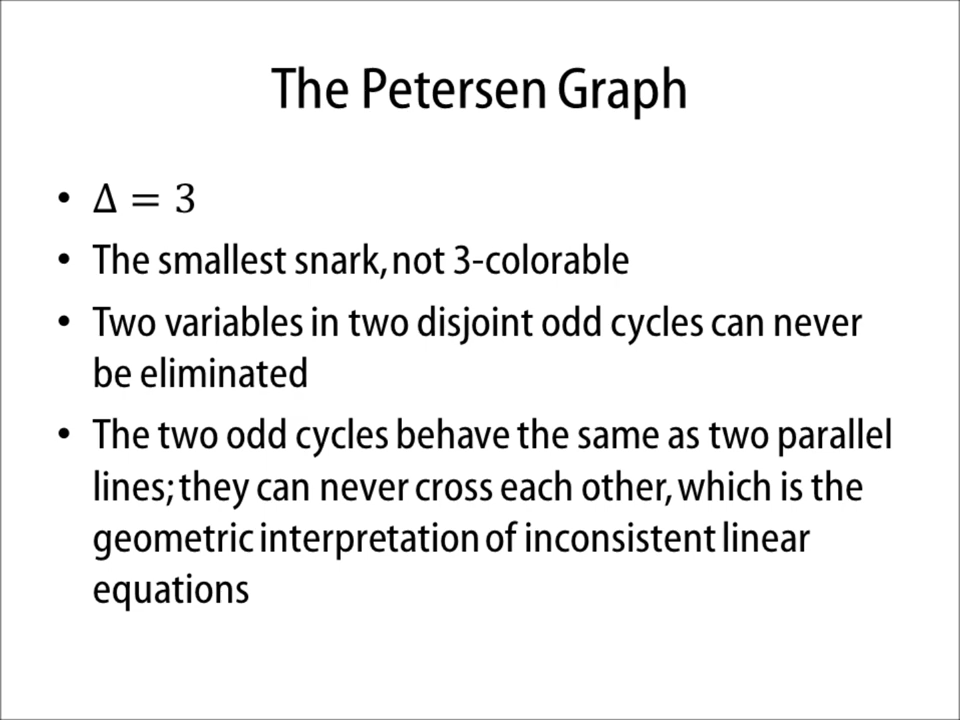 The Petersen Graph
• Δ = 3
• The smallest snark, not 3-colorable
• Two variables in two disjoint odd cycles can never
be eliminated
• The two odd cycles behave the same as two parallel
lines; they can never cross each other, which is the
geometric interpretation of inconsistent linear
equations